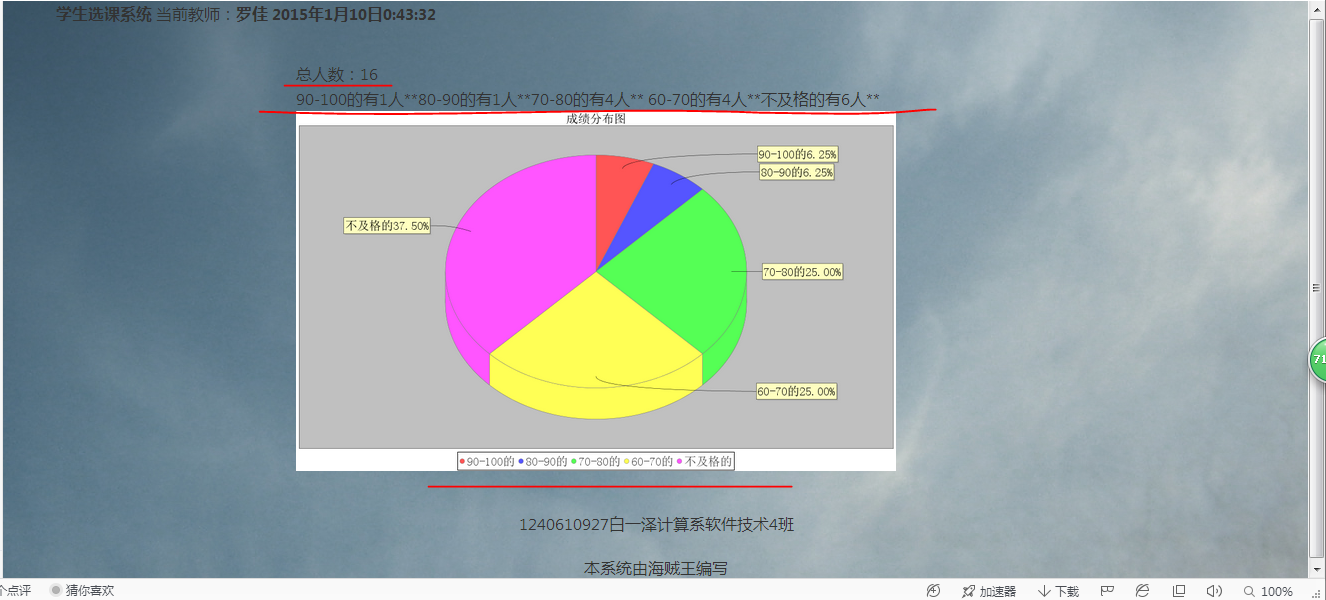 学生选课系统 当前教师：罗佳 2015年1月10日0:43:32
总人数：16
90-100的有1人**80-90的有1人**70-80的有4人** 60-70的有4人**不及格的有6人**
成绩分布图
90-100的6.25%
80-90的6.25%
不及格的37.50%
70-80的25.00%
60-70的25.00%
90-100的 80-90的 70-80的 60-70的 不及格的
1240610927白一泽计算系软件技术4班
本系统由海贼王编写
71
个点评 猜你喜欢 加速器 下载 100%